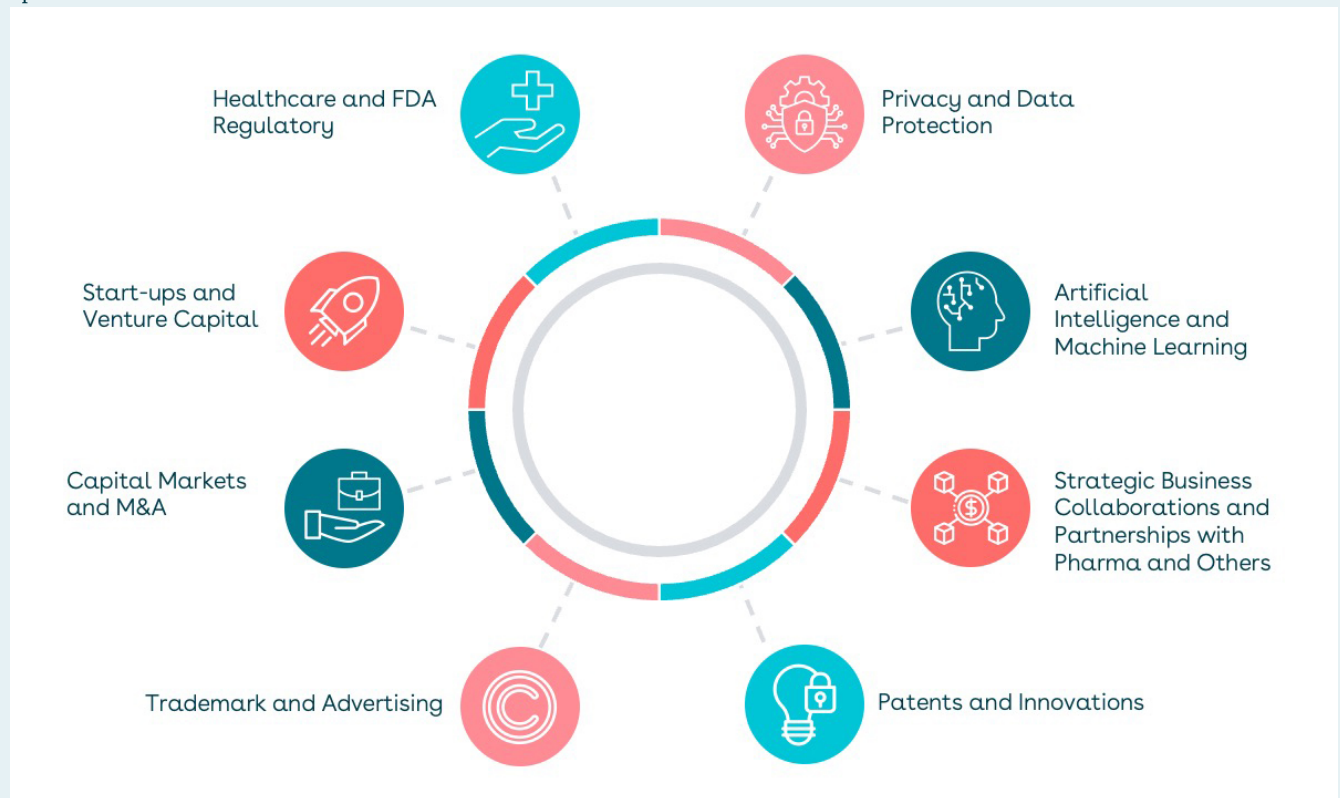 Healthcare and FDA
Regulatory
Privacy and Data
Protection
Start-ups and
Venture Capital
Artificial
Intelligence and
Machine Learning
Capital Markets
and M&A
Strategic Business
Collaborations and
Partnerships with
Pharma and Others
Trademark and Advertising
Patents and Innovations